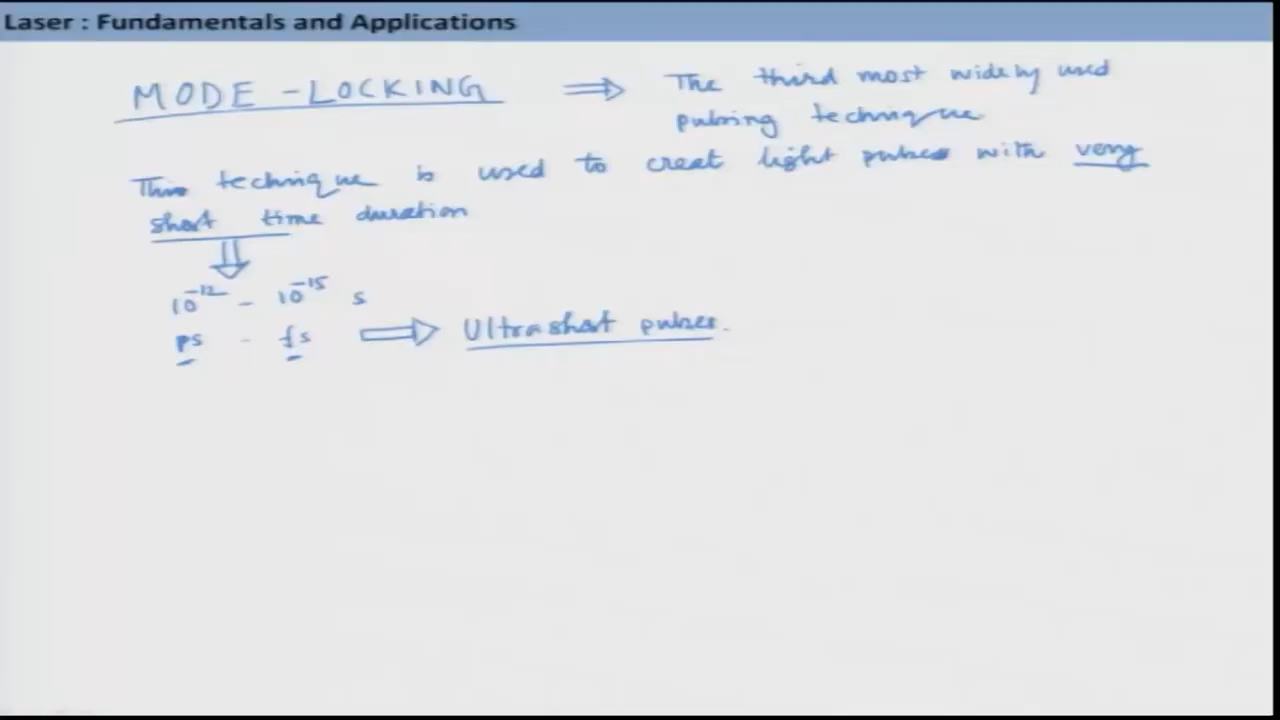 Laser : Fundamentals and Applications
MODE-LOCKING ⇒ The third most widely used
pulsing technique
This technique is used to creat light pulses with very
short time duration
10⁻¹² - 10⁻¹⁵ s
ps - fs ⇒ Ultrashort pulses.